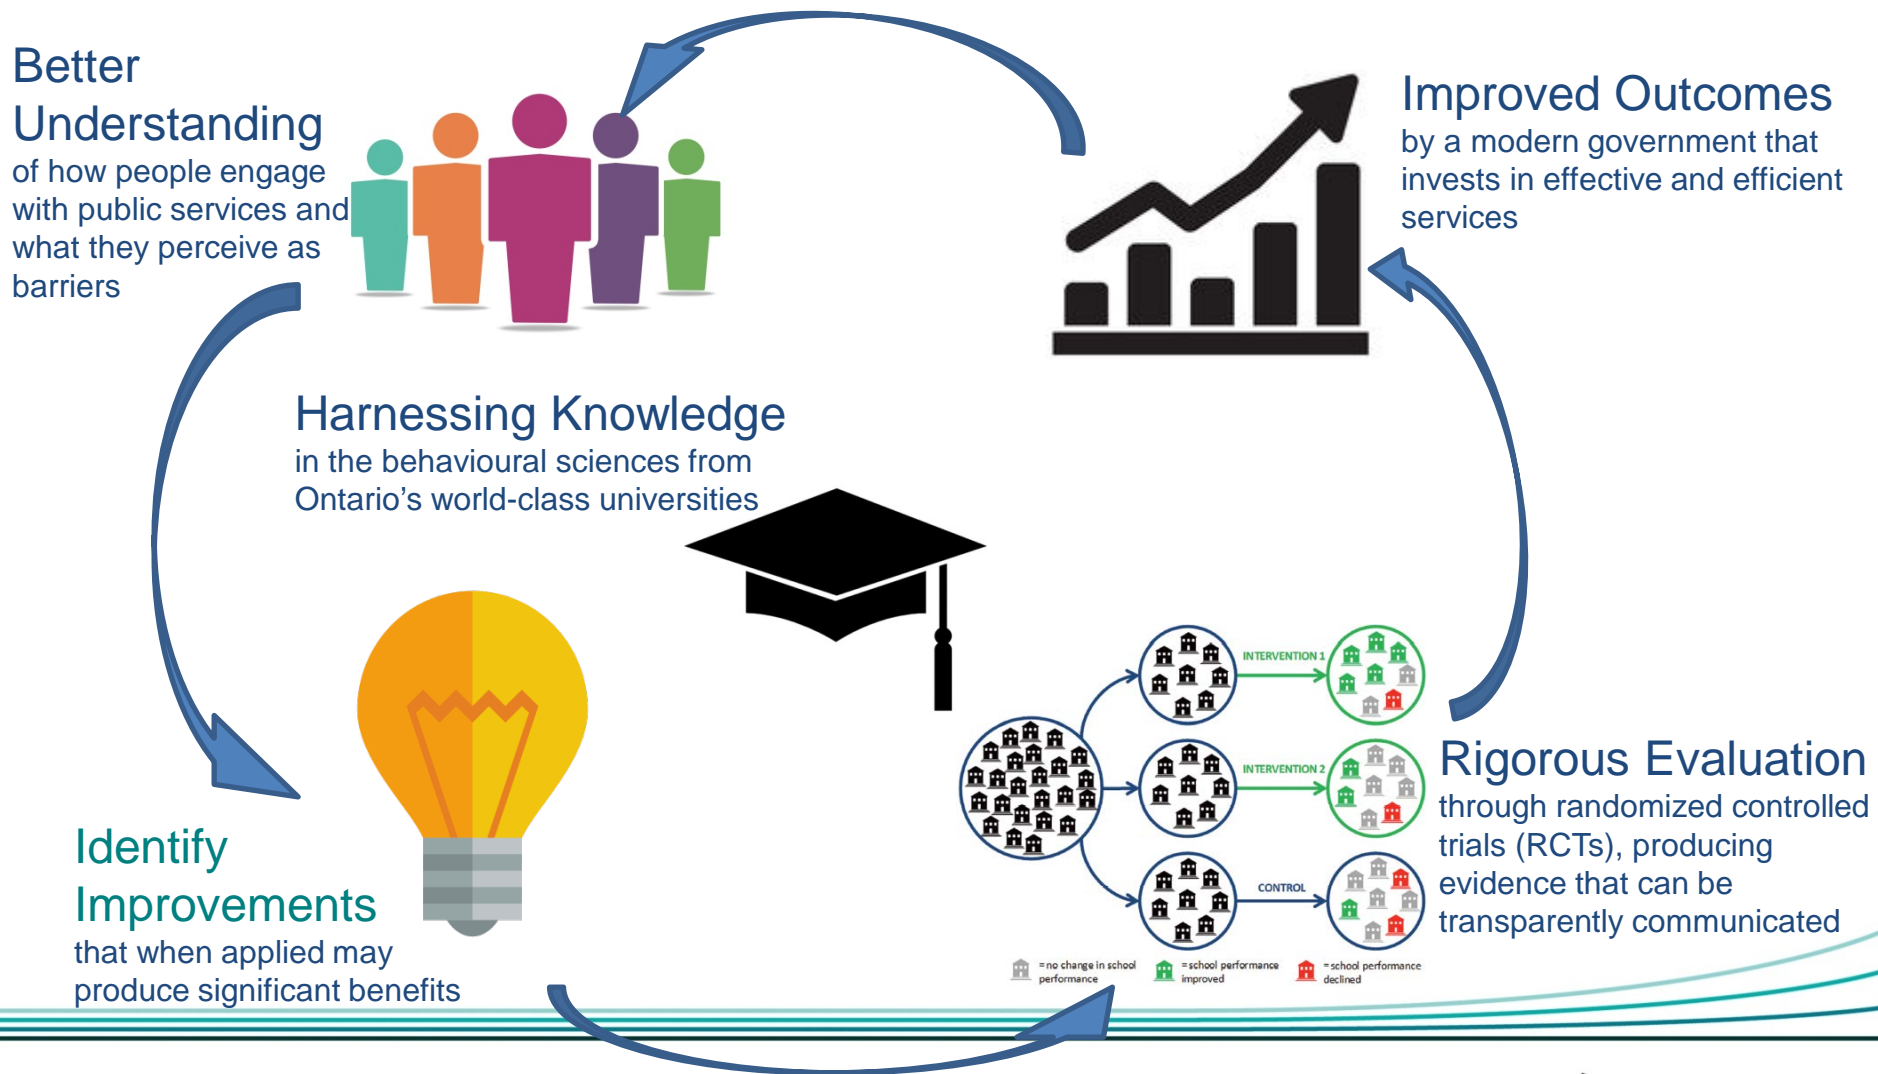 Better
Understanding
of how people engage
with public services and
what they perceive as
barriers
Improved Outcomes
by a modern government that
invests in effective and efficient
services
Harnessing Knowledge
in the behavioural sciences from
Ontario's world-class universities
Identify
Improvements
that when applied may
produce significant benefits
INTERVENTION 1
INTERVENTION 2
CONTROL
=no change in school
performance
=school performance
improved
=school performance
declined
Rigorous Evaluation
through randomized controlled
trials (RCTs), producing
evidence that can be
transparently communicated